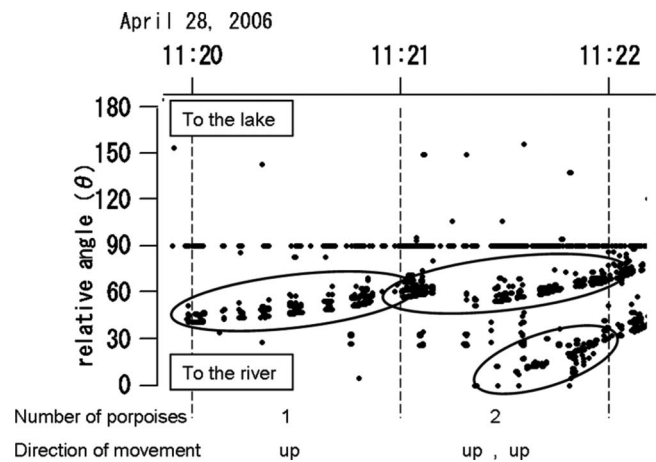 April 28, 2006
11:20 11:21 11:22
180
To the lake
150
120
90
60
30
To the river
0
relative angle (θ)
Number of porpoises 1 2
Direction of movement up up , up